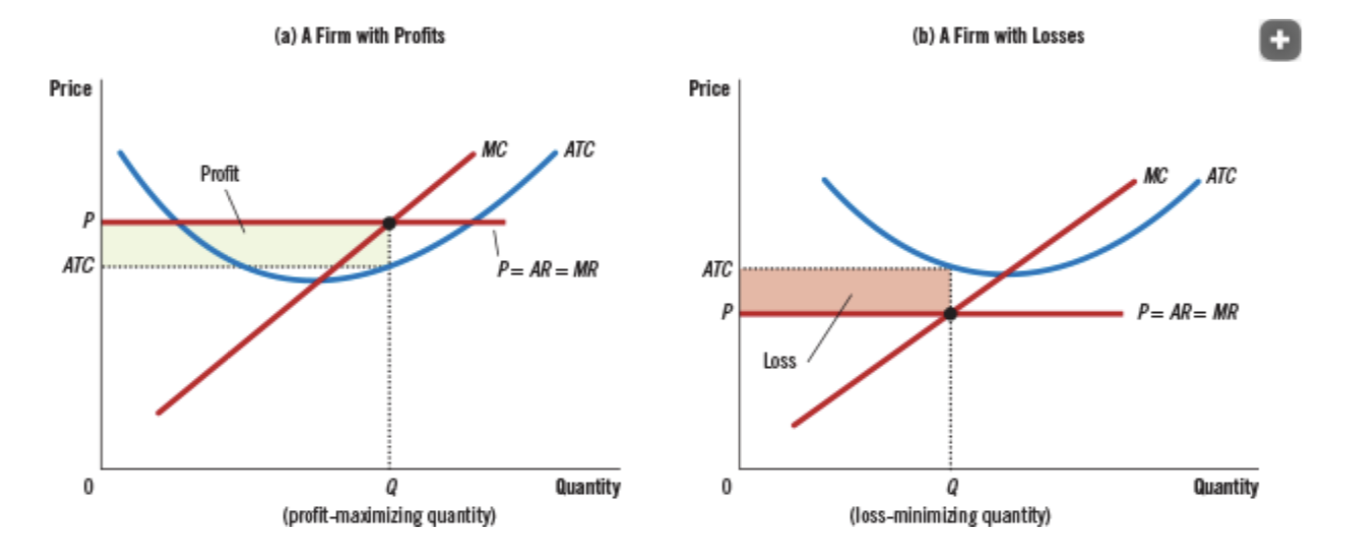 (a) A Firm with Profits
Price
MC
ATC
Profit
P
ATC
P = AR = MR
0
Q
Quantity
(profit-maximizing quantity)
(b) A Firm with Losses
+
Price
MC
ATC
ATC
P
P = AR = MR
Loss
0
Q
Quantity
(loss-minimizing quantity)